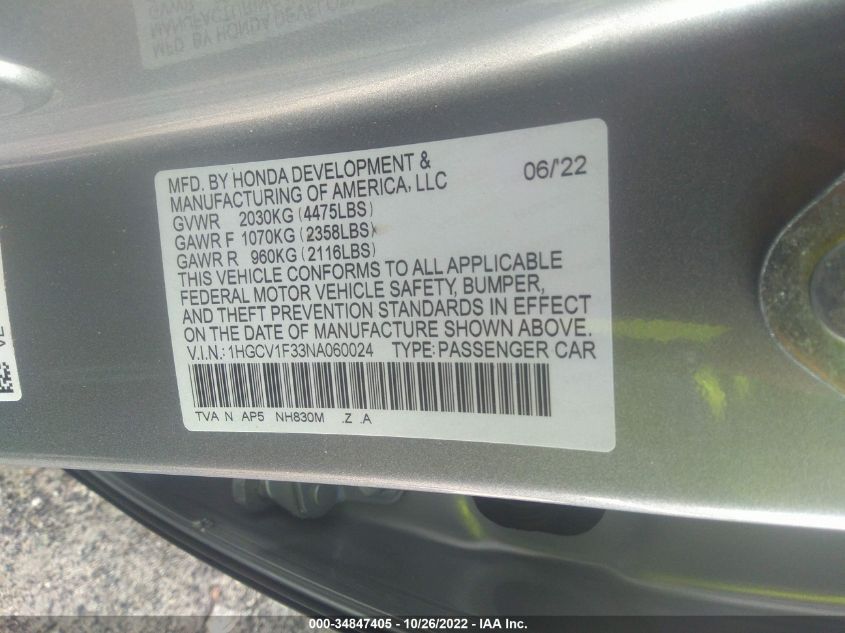 MFD. BY HONDA DEVELOPMENT &
MANUFACTURING OF AMERICA, LLC
06/'22
GVWR 2030KG (4475LBS)
GAWR F 1070KG (2358LBS)
GAWR R 960KG (2116LBS)
THIS VEHICLE CONFORMS TO ALL APPLICABLE
FEDERAL MOTOR VEHICLE SAFETY, BUMPER,
AND THEFT PREVENTION STANDARDS IN EFFECT
ON THE DATE OF MANUFACTURE SHOWN ABOVE.
V.I.N.: 1HGCV1F33NA060024 TYPE: PASSENGER CAR
TVA N AP5 NH830M .Z .A
000-34847405 - 10/26/2022 - IAA Inc.